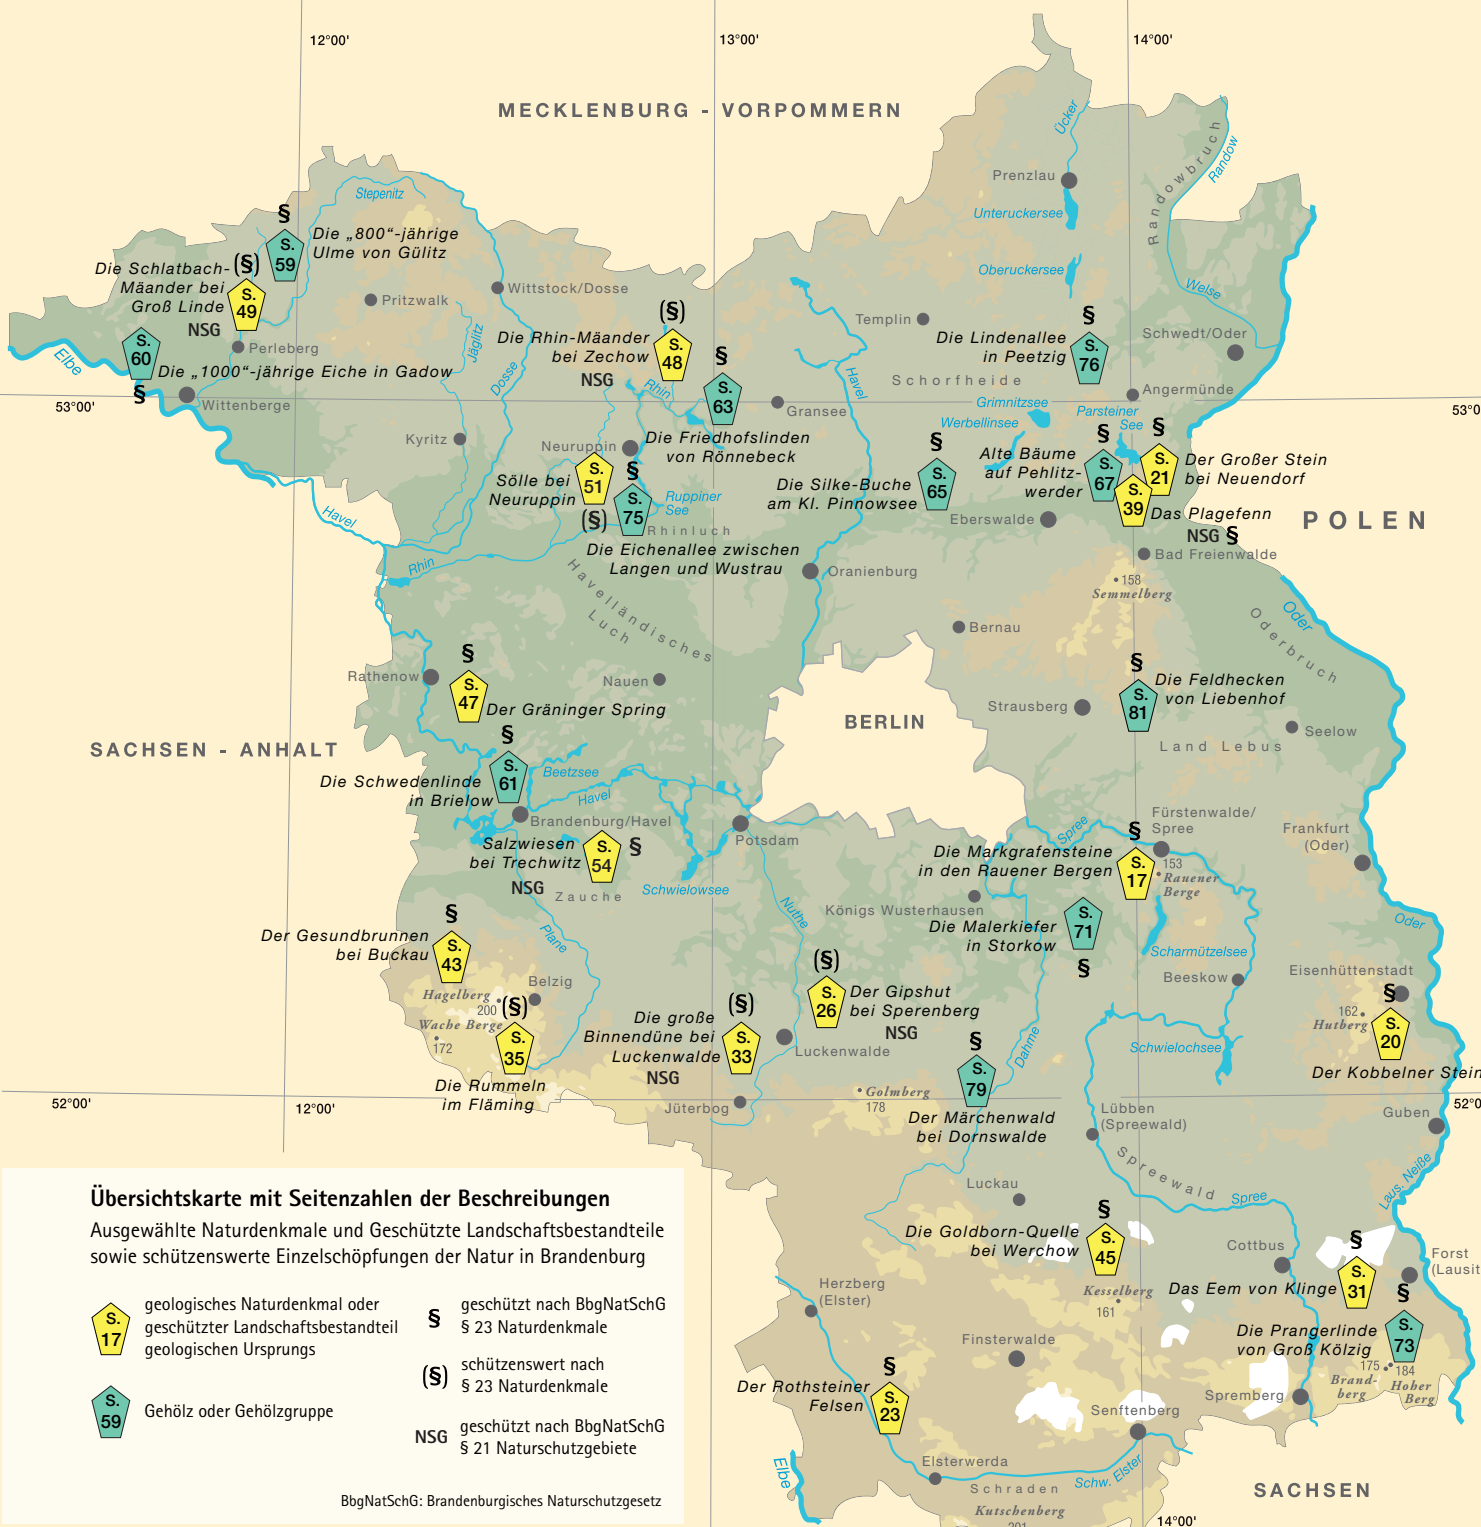 12°00'
13°00'
14°00'
MECKLENBURG - VORPOMMERN
Ücker
Randowbruch
Randow
Prenzlau
Unteruckersee
Stepenitz
§
S.
59
Die „800“-jährige
Ulme von Gülitz
Oberuckersee
Welse
Die Schlatbach-
Mäander bei
Groß Linde
NSG
(§)
S.
49
Pritzwalk
Wittstock/Dosse
Templin
Schwedt/Oder
(§)
S.
48
Die Rhin-Mäander
bei Zechow
NSG
§
S.
63
Die Friedhofslinden
von Rönnebeck
§
S.
76
Die Lindenallee
in Peetzig
S.
60
§
Die „1000“-jährige Eiche in Gadow
Perleberg
Elbe
Wittenberge
Jäglitz
Dosse
Rhin
Havel
Schorfheide
Angermünde
53°00'
53°0
Gransee
Grimnitzsee
Werbellinsee
Parsteiner
See
Kyritz
Neuruppin
S.
51
(§)
Sölle bei
Neuruppin
§
S.
75
Ruppiner
See
Rhinluch
Die Eichenallee zwischen
Langen und Wustrau
§
S.
65
Die Silke-Buche
am Kl. Pinnowsee
§
S.
67
Alte Bäume
auf Pehlitz-
werder
§
S.
21
Der Großer Stein
bei Neuendorf
S.
39
Das Plagefenn
NSG §
POLEN
Eberswalde
Bad Freienwalde
Havel
Rhin
Havelländisches
Luch
Oranienburg
158
Semmelberg
Oder
Oderbruch
Bernau
Rathenow
§
S.
47
Der Gräninger Spring
Nauen
§
S.
81
Die Feldhecken
von Liebenhof
Strausberg
BERLIN
Seelow
Land Lebus
SACHSEN - ANHALT
§
S.
61
Die Schwedenlinde
in Brielow
Beetzsee
Havel
Brandenburg/Havel
Potsdam
Salzwiesen
bei Trechwitz
NSG
S.
54
§
Zauche
Schwielowsee
Spree
Fürstenwalde/
Spree
Frankfurt
(Oder)
§
S.
17
Die Markgrafensteine
in den Rauener Bergen
153
Rauener
Berge
Königs Wusterhausen
S.
71
§
Die Malerkiefer
in Storkow
Scharmützelsee
Oder
Nuthe
Plane
§
S.
43
Der Gesundbrunnen
bei Buckau
Beeskow
Eisenhüttenstadt
Hagelberg
200
Wache Berge
172
Belzig
(§)
S.
35
Die Rummeln
im Fläming
(§)
S.
26
Der Gipshut
bei Sperenberg
NSG
(§)
S.
33
Die große
Binnendüne bei
Luckenwalde
NSG
Luckenwalde
§
S.
79
Der Märchenwald
bei Dornswalde
Dahme
Schwielochsee
162
Hutberg
§
S.
20
Der Kobbelner Stein
52°00'
12°00'
52°0
Jüterbog
Golmberg
178
Lübben
(Spreewald)
Guben
Spreewald
Spree
Laus. Neiße
Luckau
§
S.
45
Die Goldborn-Quelle
bei Werchow
Kesselberg
161
Cottbus
§
S.
31
Das Eem von Klinge
Forst
(Lausit
§
S.
73
Die Prangerlinde
von Groß Kölzig
175
184
Brand-
berg
Hoher
Berg
Herzberg
(Elster)
Finsterwalde
§
S.
23
Der Rothsteiner
Felsen
Spremberg
Senftenberg
Elsterwerda
Schw. Elster
Schraden
Kutschenberg
201
Elbe
SACHSEN
14°00'
Übersichtskarte mit Seitenzahlen der Beschreibungen
Ausgewählte Naturdenkmale und Geschützte Landschaftsbestandteile
sowie schützenswerte Einzelschöpfungen der Natur in Brandenburg
S.
17
geologisches Naturdenkmal oder
geschützter Landschaftsbestandteil
geologischen Ursprungs
S.
59
Gehölz oder Gehölzgruppe
§
geschützt nach BbgNatSchG
§ 23 Naturdenkmale
(§)
schützenswert nach
§ 23 Naturdenkmale
NSG
geschützt nach BbgNatSchG
§ 21 Naturschutzgebiete
BbgNatSchG: Brandenburgisches Naturschutzgesetz